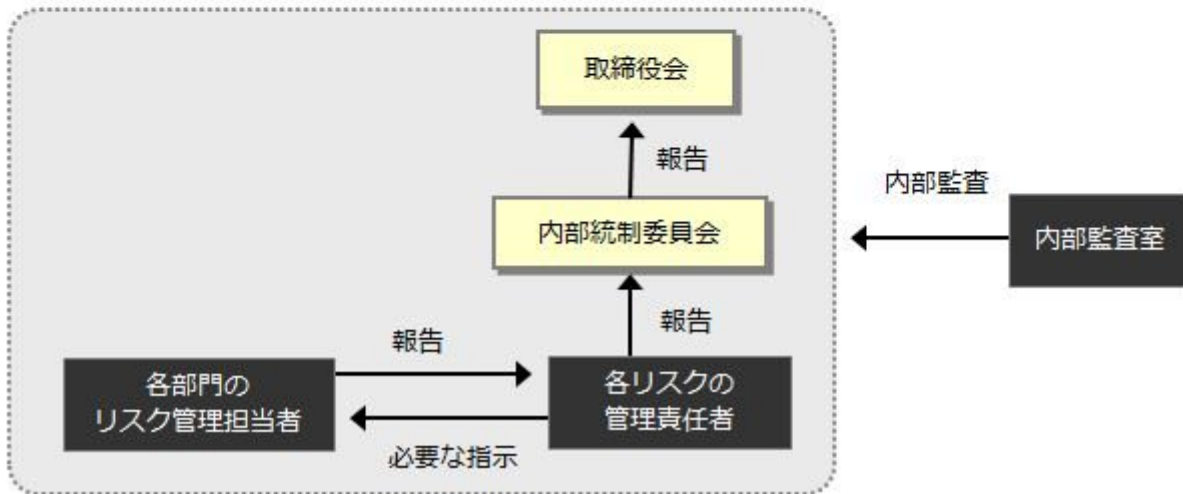 取締役会
報告
内部監査
内部統制委員会
内部監査室
報告
報告
各部門の
リスク管理担当者
各リスクの
管理責任者
必要な指示